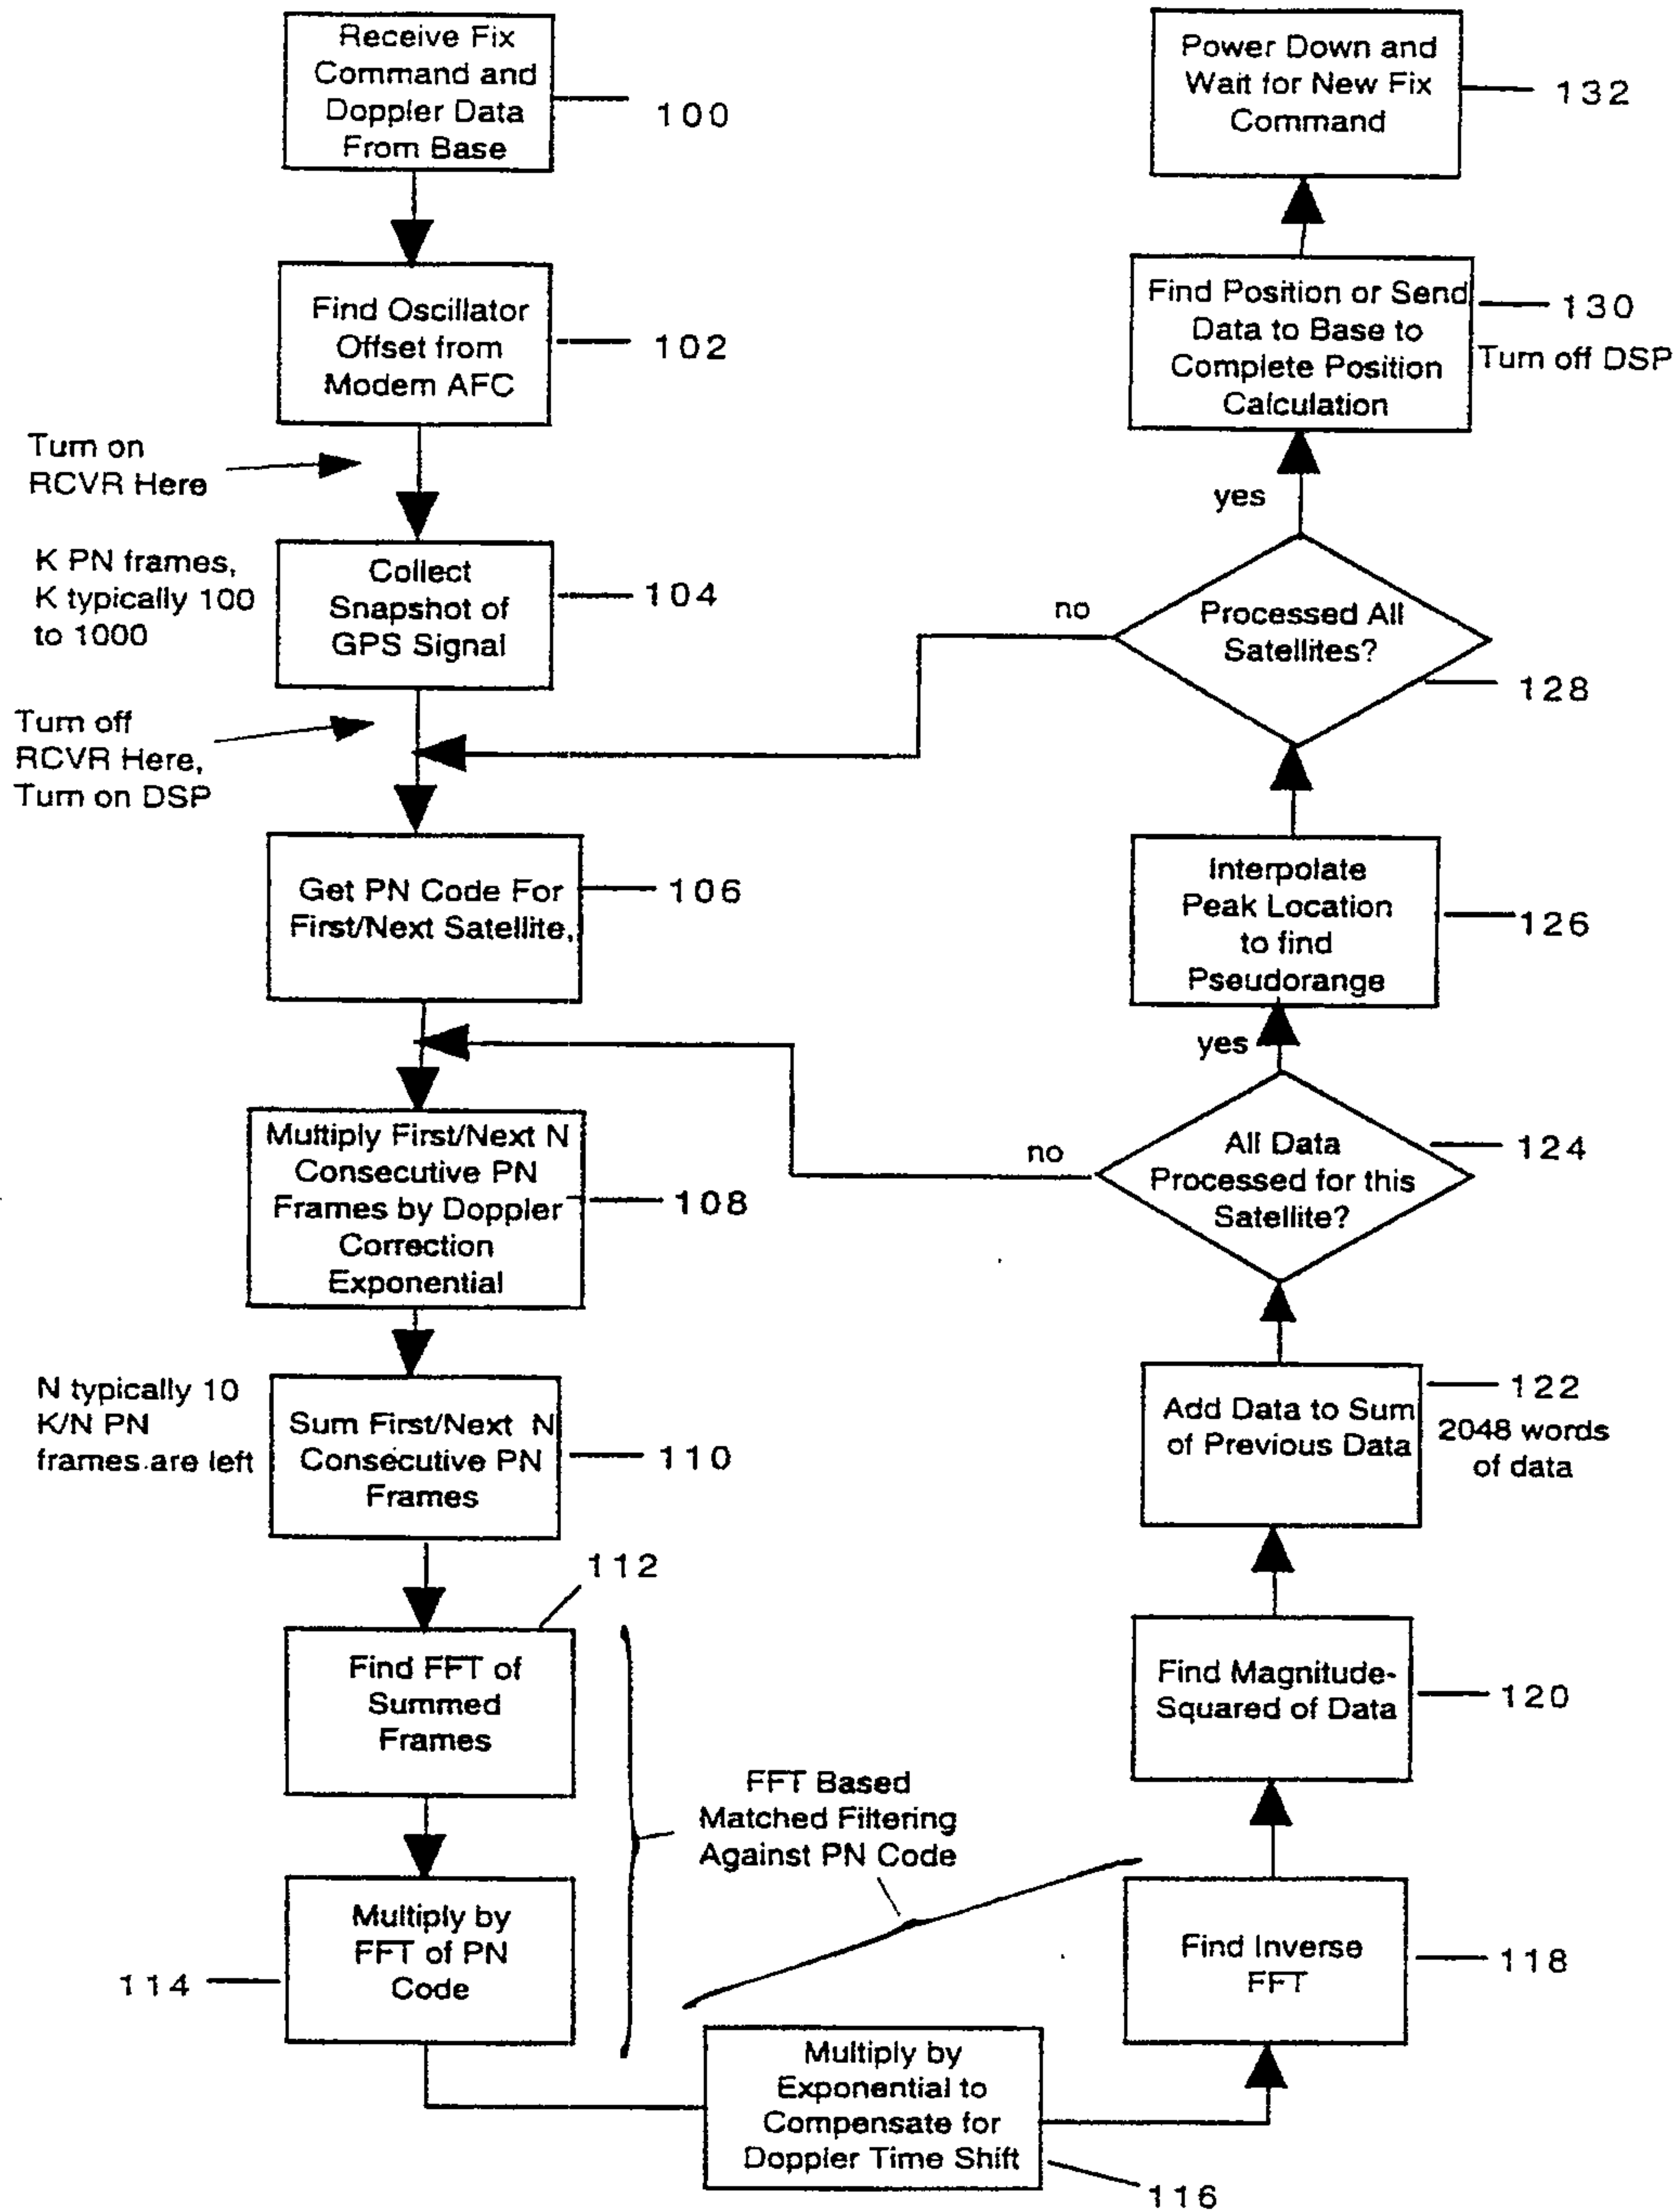 Receive Fix
Command and
Doppler Data
From Base
100
Find Oscillator
Offset from
Modem AFC
102
Turn on
RCVR Here
K PN frames,
K typically 100
to 1000
Collect
Snapshot of
GPS Signal
104
Turn off
RCVR Here,
Turn on DSP
Get PN Code For
First/Next Satellite,
106
Multiply First/Next N
Consecutive PN
Frames by Doppler
Correction
Exponential
108
N typically 10
K/N PN
frames are left
Sum First/Next N
Consecutive PN
Frames
110
112
Find FFT of
Summed
Frames
FFT Based
Matched Filtering
Against PN Code
Multiply by
FFT of PN
Code
114
Multiply by
Exponential to
Compensate for
Doppler Time Shift
116
Find Inverse
FFT
118
Find Magnitude-
Squared of Data
120
Add Data to Sum
of Previous Data
122
2048 words
of data
All Data
Processed for this
Satellite?
124
no
yes
Interpolate
Peak Location
to find
Pseudorange
126
Processed All
Satellites?
128
no
yes
Find Position or Send
Data to Base to
Complete Position
Calculation
130
Turn off DSP
Power Down and
Wait for New Fix
Command
132